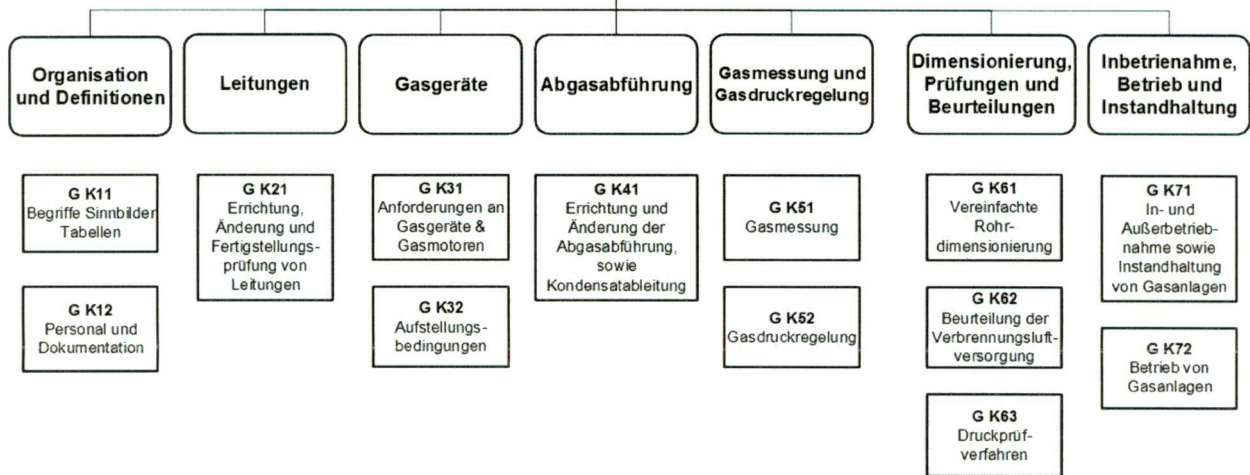 Organisation
und Definitionen
Leitungen
Gasgeräte
Abgasabführung
Gasmessung und
Gasdruckregelung
Dimensionierung,
Prüfungen und
Beurteilungen
Inbetrienahme,
Betrieb und
Instandhaltung
G K11
Begriffe Sinnbilder
Tabellen
G K12
Personal und
Dokumentation
G K21
Errichtung,
Änderung und
Fertigstellungs-
prüfung von
Leitungen
G K31
Anforderungen an
Gasgeräte &
Gasmotoren
G K32
Aufstellungs-
bedingungen
G K41
Errichtung und
Änderung der
Abgasabführung,
sowie
Kondensatableitung
G K51
Gasmessung
G K52
Gasdruckregelung
G K61
Vereinfachte
Rohr-
dimensionierung
G K62
Beurteilung der
Verbrennungsluft-
versorgung
G K63
Druckprüf-
verfahren
G K71
In- und
Außerbetrieb-
nahme sowie
Instandhaltung
von Gasanlagen
G K72
Betrieb von
Gasanlagen